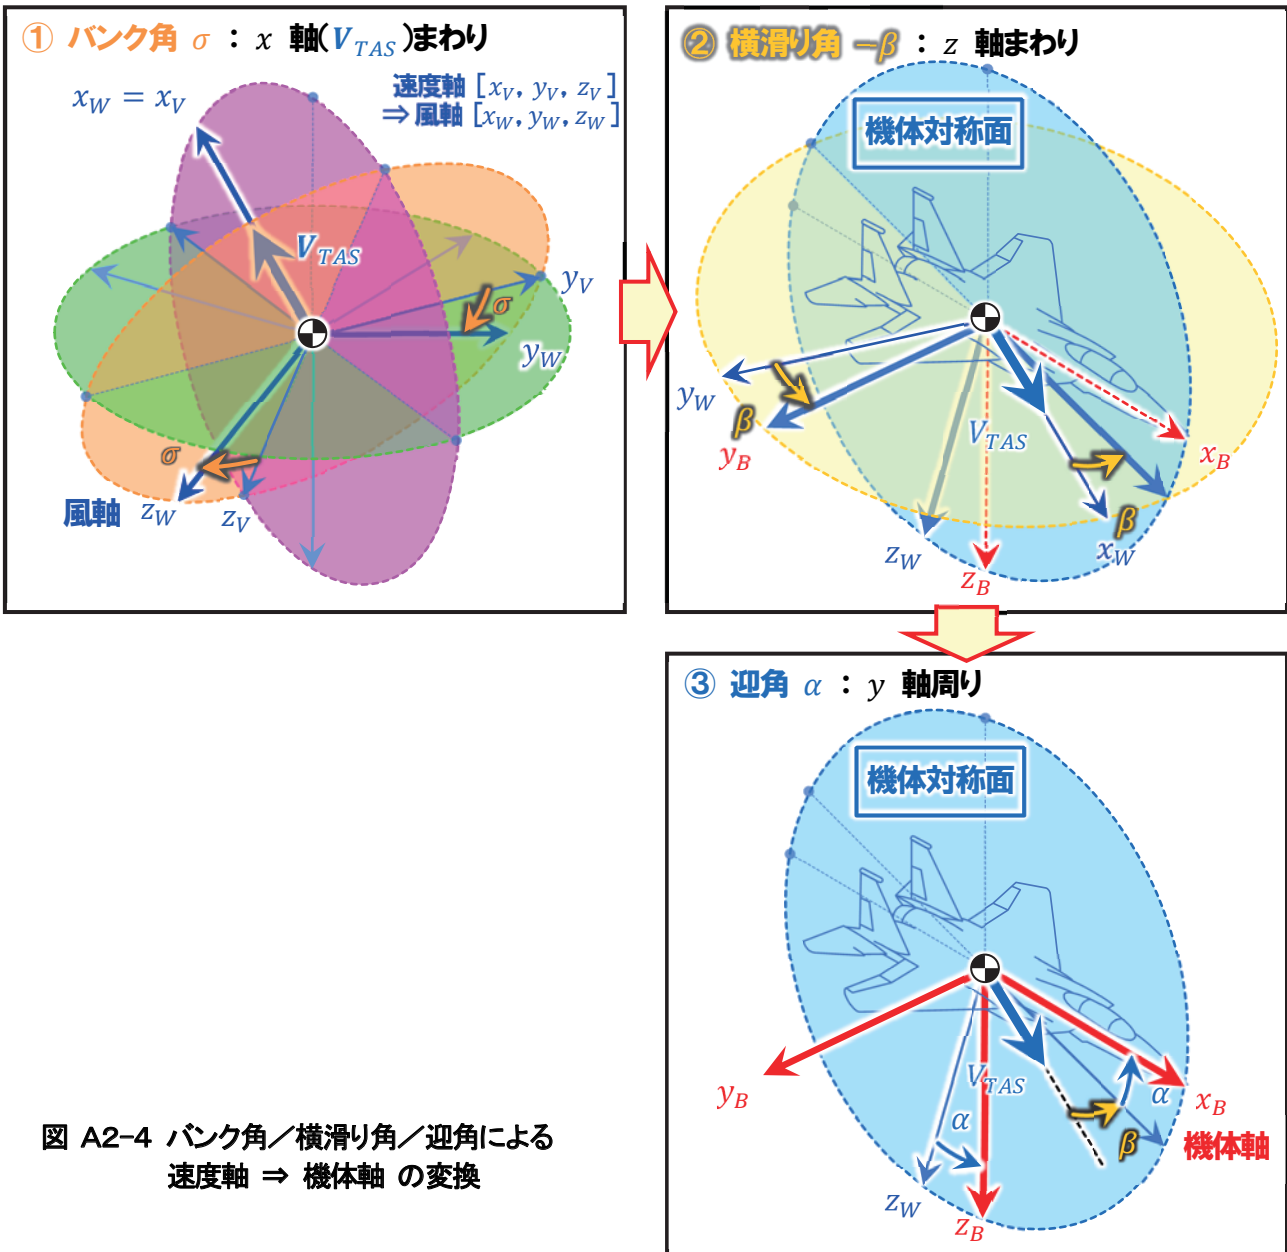 ① バンク角 σ : x 軸(V_TAS)まわり
x_W = x_V
速度軸 [x_V, y_V, z_V]
⇒ 風軸 [x_W, y_W, z_W]
V_TAS
y_V
σ
y_W
σ
風軸 z_W
z_V
② 横滑り角 −β : z 軸まわり
機体対称面
y_W
β
y_B
V_TAS
x_B
β
x_W
z_W
z_B
③ 迎角 α : y 軸周り
機体対称面
V_TAS
y_B
α
α
x_B
β
機体軸
z_W
z_B
図 A2-4 バンク角／横滑り角／迎角による
速度軸 ⇒ 機体軸 の変換